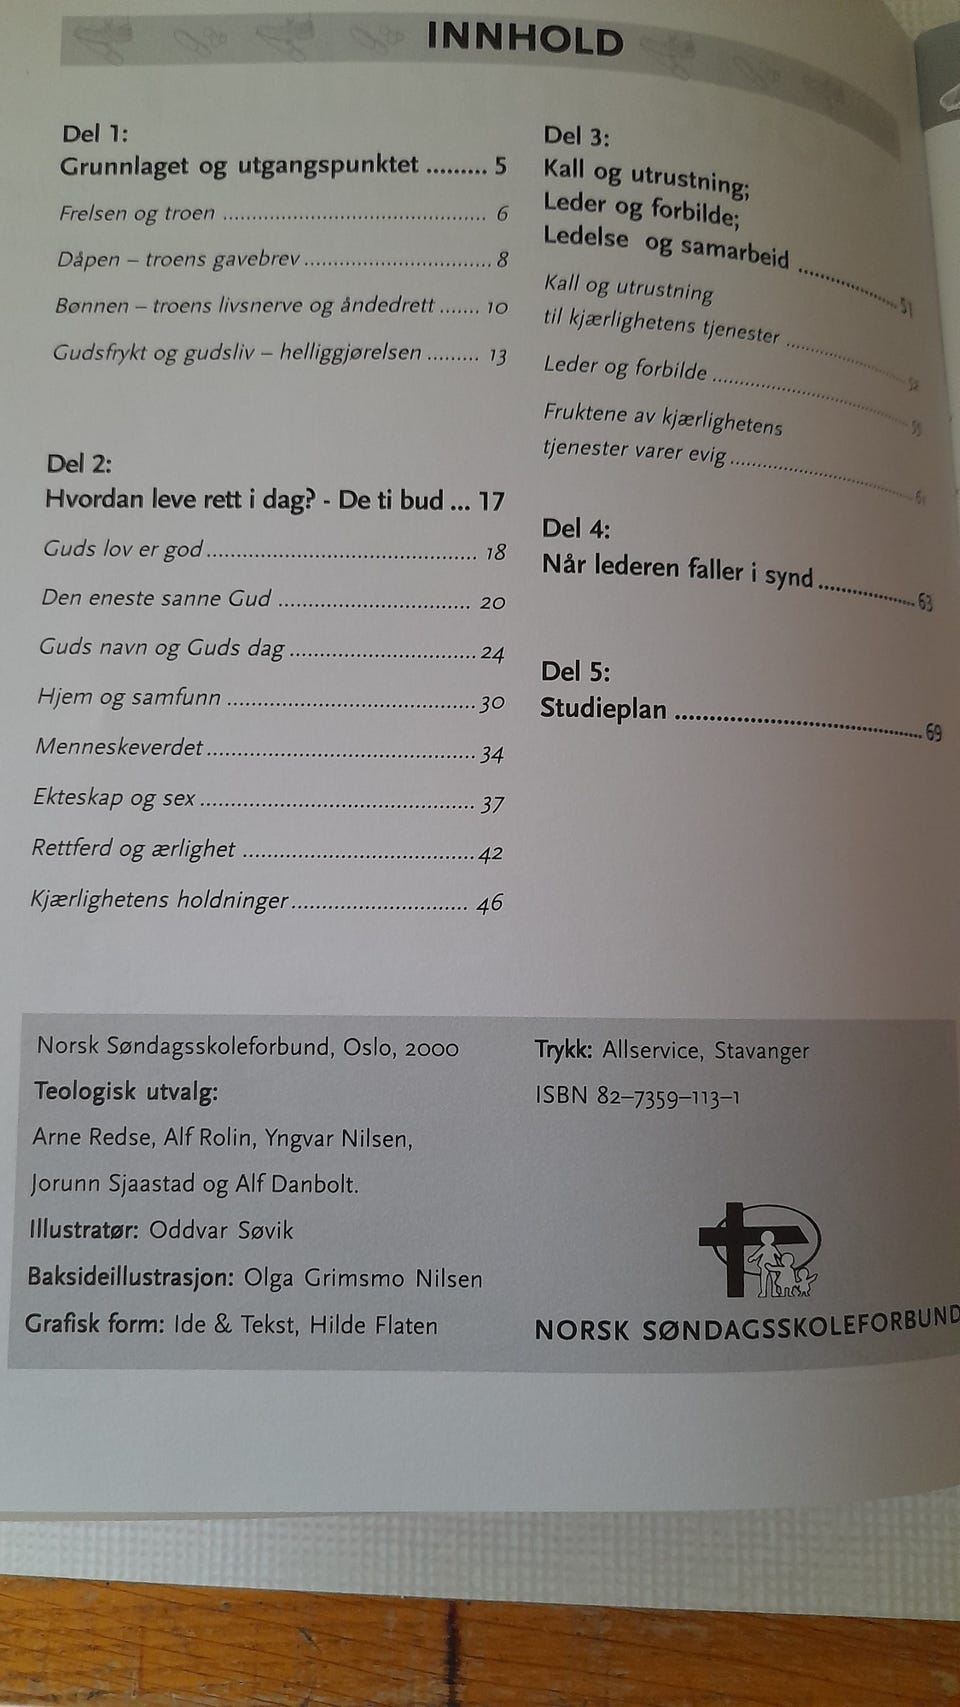 INNHOLD
Del 1:
Grunnlaget og utgangspunktet ......... 5
Frelsen og troen ............................................. 6
Dåpen – troens gavebrev ................................ 8
Bønnen – troens livsnerve og åndedrett ....... 10
Gudsfrykt og gudsliv – helliggjørelsen ......... 13
Del 2:
Hvordan leve rett i dag? - De ti bud ... 17
Guds lov er god .............................................. 18
Den eneste sanne Gud ................................. 20
Guds navn og Guds dag ................................ 24
Hjem og samfunn .......................................... 30
Menneskeverdet ............................................. 34
Ekteskap og sex .............................................. 37
Rettferd og ærlighet ....................................... 42
Kjærlighetens holdninger .............................. 46
Del 3:
Kall og utrustning;
Leder og forbilde;
Ledelse og samarbeid .................. 51
Kall og utrustning
til kjærlighetens tjenester ..................... 52
Leder og forbilde .................................. 55
Fruktene av kjærlighetens
tjenester varer evig ................................
Del 4:
Når lederen faller i synd ................. 63
Del 5:
Studieplan ........................................... 69
Norsk Søndagsskoleforbund, Oslo, 2000
Teologisk utvalg:
Arne Redse, Alf Rolin, Yngvar Nilsen,
Jorunn Sjaastad og Alf Danbolt.
Illustratør: Oddvar Søvik
Baksideillustrasjon: Olga Grimsmo Nilsen
Grafisk form: Ide & Tekst, Hilde Flaten
Trykk: Allservice, Stavanger
ISBN 82–7359–113–1
NORSK SØNDAGSSKOLEFORBUND